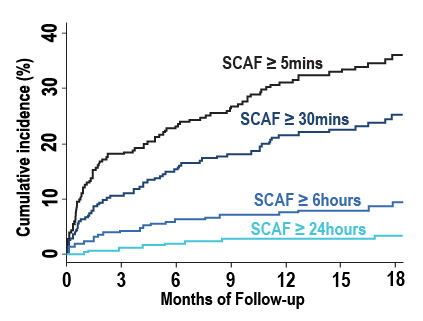 Cumulative incidence (%)
40
30
20
10
0
SCAF ≥ 5mins
SCAF ≥ 30mins
SCAF ≥ 6hours
SCAF ≥ 24hours
0 3 6 9 12 15 18
Months of Follow-up